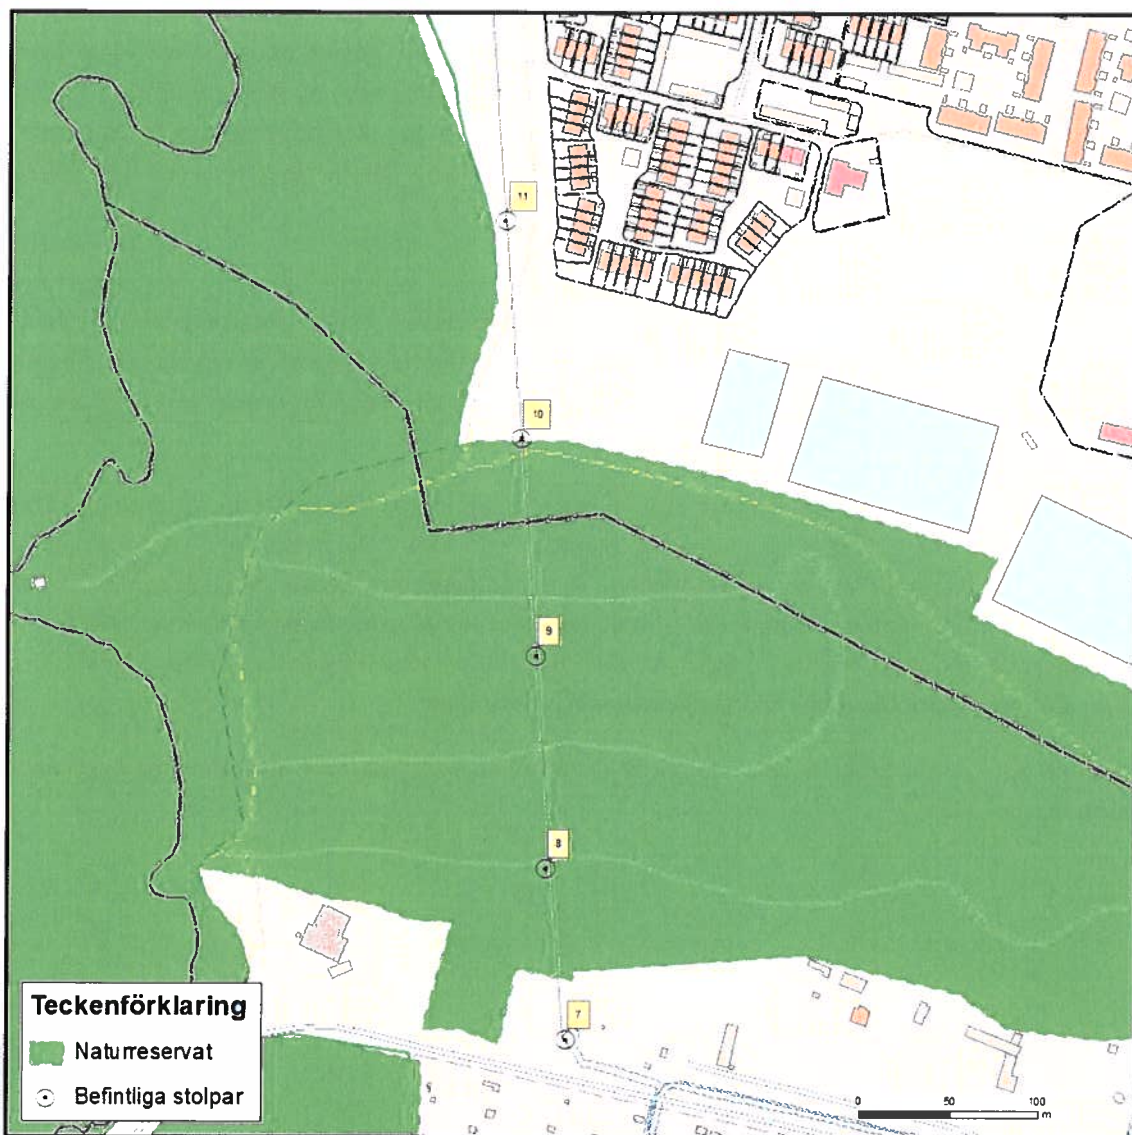 11
10
9
8
7
Teckenförklaring
Naturreservat
Befintliga stolpar
0 50 100
m